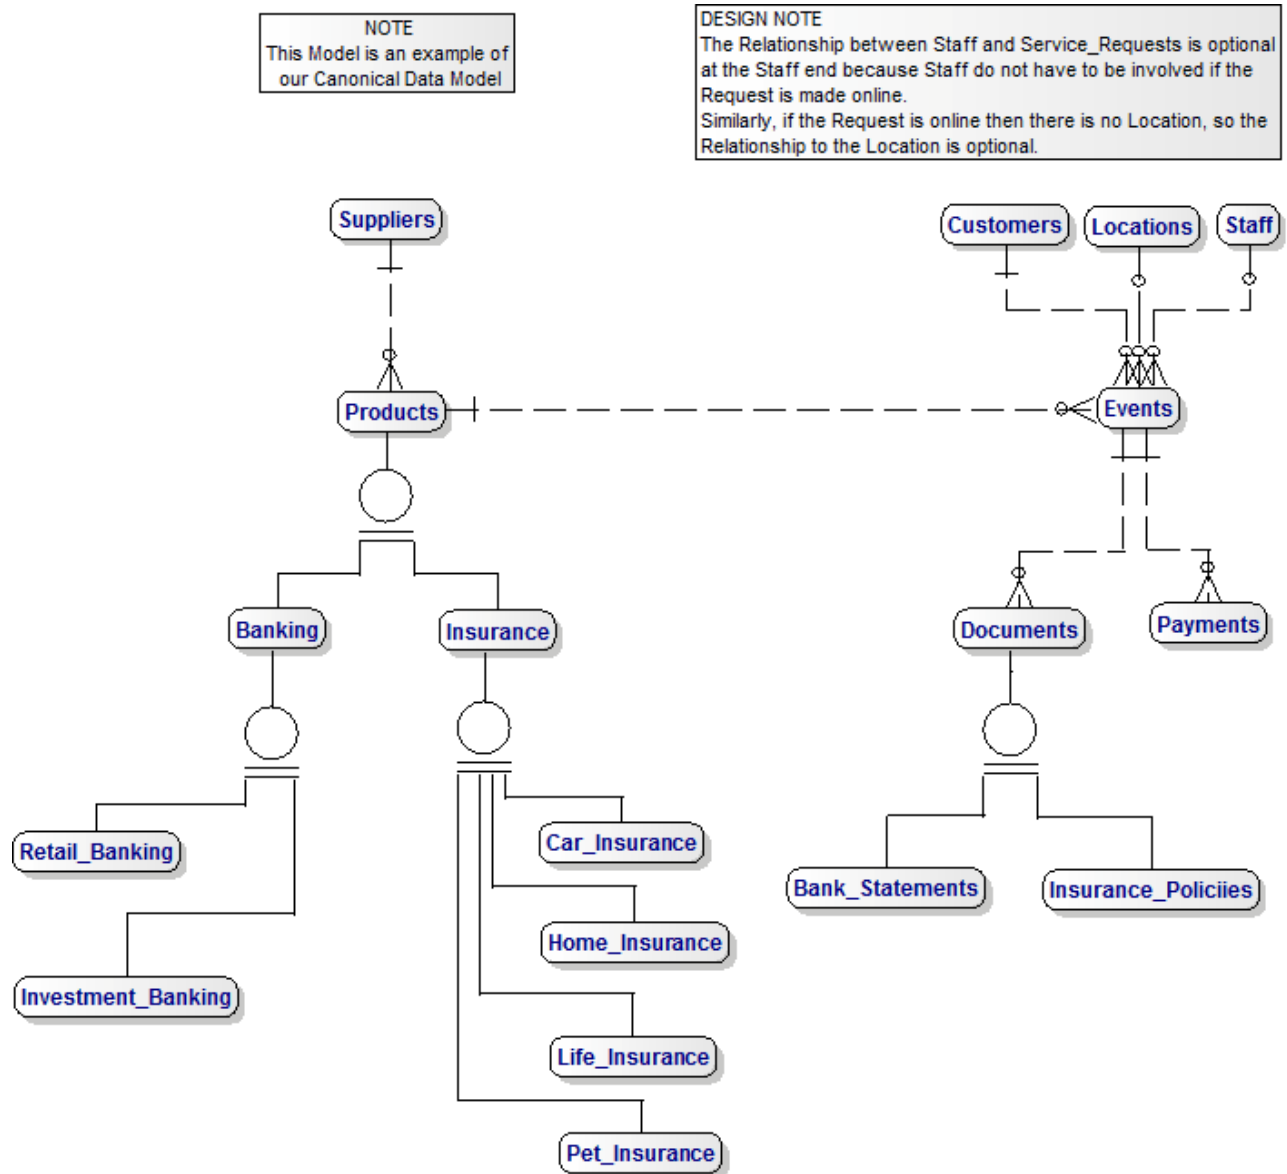 NOTE
This Model is an example of
our Canonical Data Model
DESIGN NOTE
The Relationship between Staff and Service_Requests is optional
at the Staff end because Staff do not have to be involved if the
Request is made online.
Similarly, if the Request is online then there is no Location, so the
Relationship to the Location is optional.
Suppliers
Customers
Locations
Staff
Products
Events
Banking
Insurance
Documents
Payments
Retail_Banking
Car_Insurance
Bank_Statements
Insurance_Policiies
Home_Insurance
Investment_Banking
Life_Insurance
Pet_Insurance